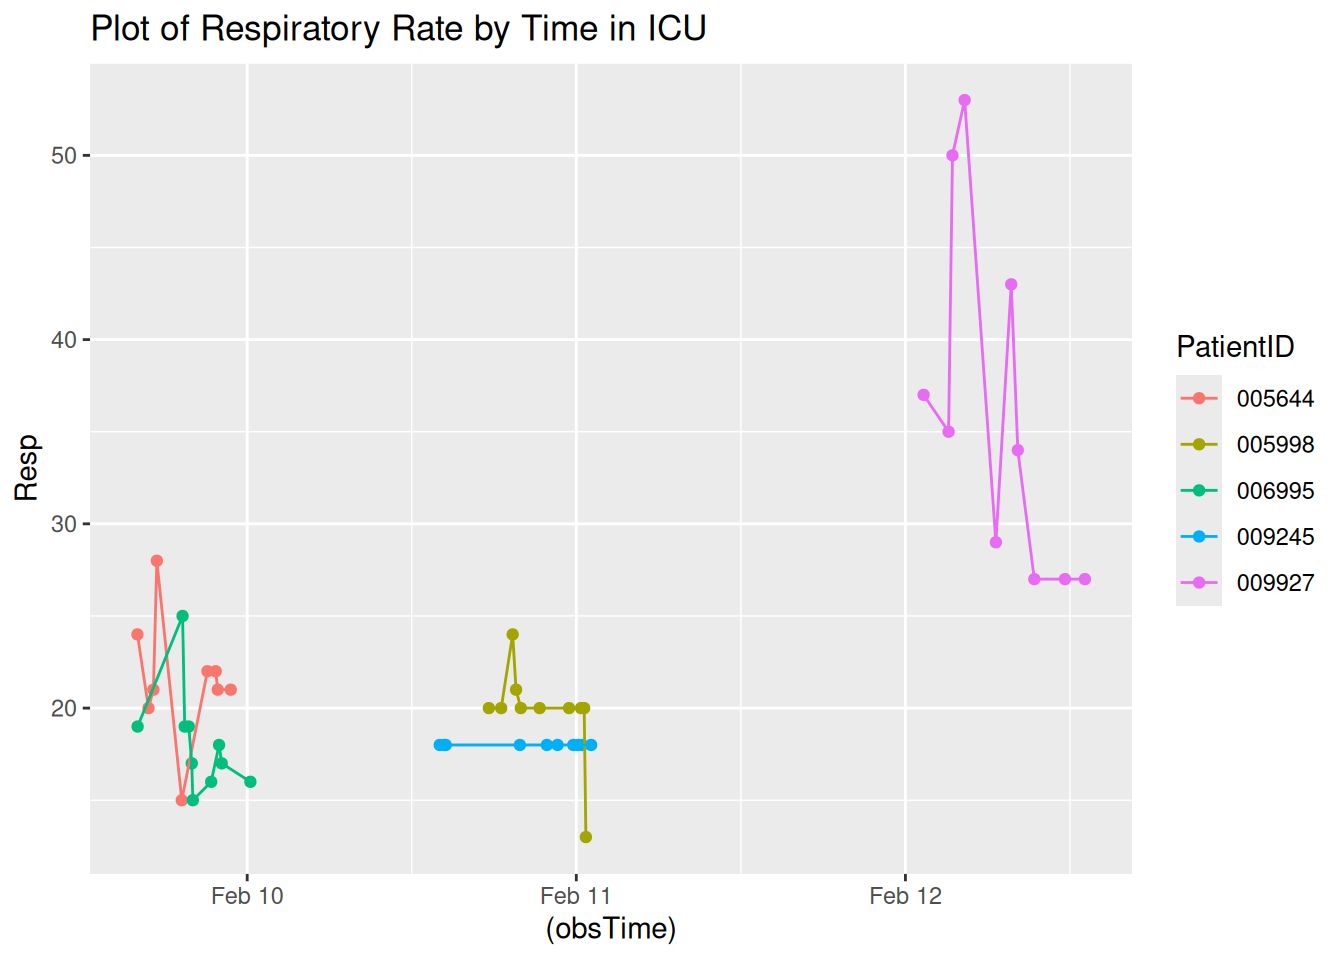 Plot of Respiratory Rate by Time in ICU
50
40
30
20
Resp
Feb 10
Feb 11
Feb 12
(obsTime)
PatientID
005644
005998
006995
009245
009927